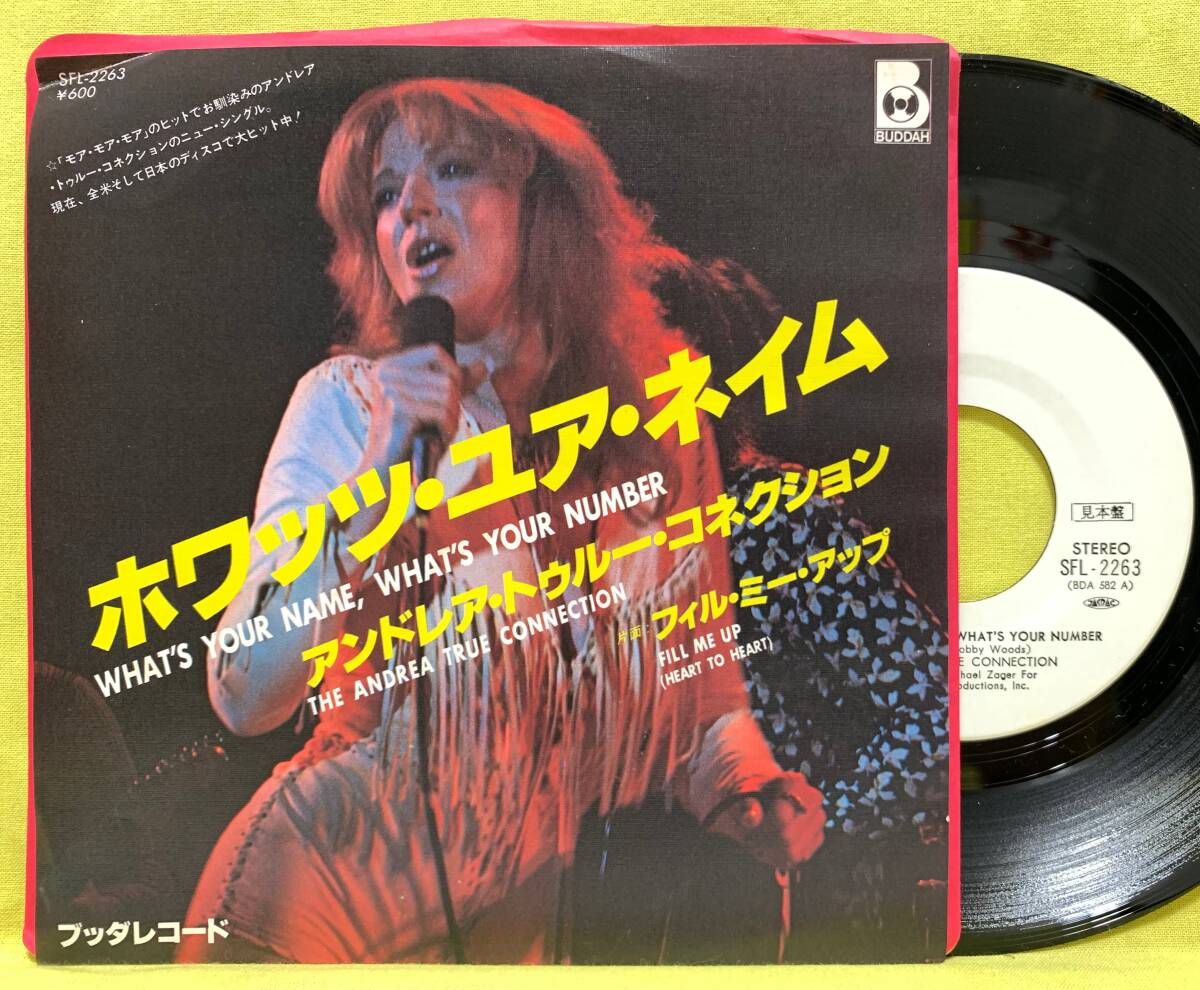 SFL-2263
¥600
☆「モア・モア・モア」のヒットでお馴染みのアンドレア
・トゥルー・コネクションのニュー・シングル。
現在、全米そして日本のディスコで大ヒット中！
BUDDAH
ホワッツ・ユア・ネイム
WHAT'S YOUR NAME, WHAT'S YOUR NUMBER
アンドレア・トゥルー・コネクション
THE ANDREA TRUE CONNECTION
片面：フィル・ミー・アップ
FILL ME UP
(HEART TO HEART)
ブッダレコード
見本盤
STEREO
SFL-2263
(BDA 582 A)
JASRAC
WHAT'S YOUR NUMBER
obby Woods)
E CONNECTION
hael Zager For
oductions, Inc.